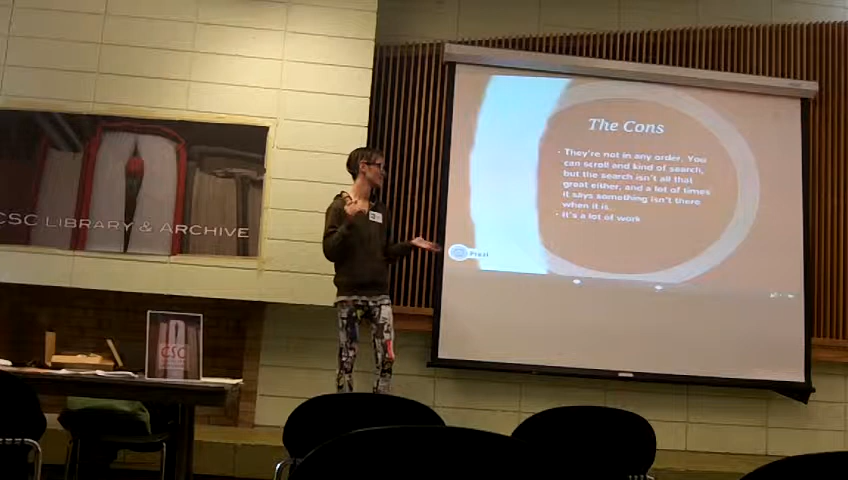 The Cons
• They're not in any order. You
can scroll and kind of search,
but the search isn't all that
great either, and a lot of times
it says something isn't there
when it is.
• It's a lot of work
Prezi
CSC LIBRARY & ARCHIVE
CSC